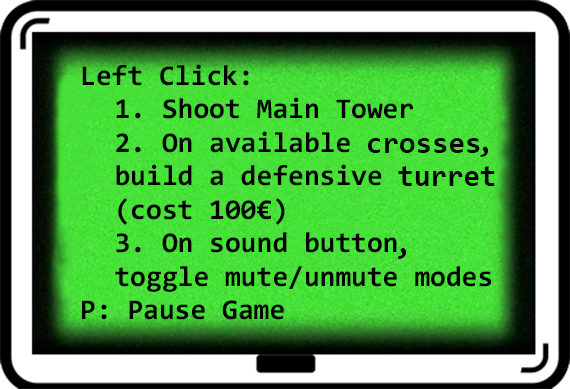 Left Click:
1. Shoot Main Tower
2. On available crosses,
build a defensive turret
(cost 100€)
3. On sound button,
toggle mute/unmute modes
P: Pause Game